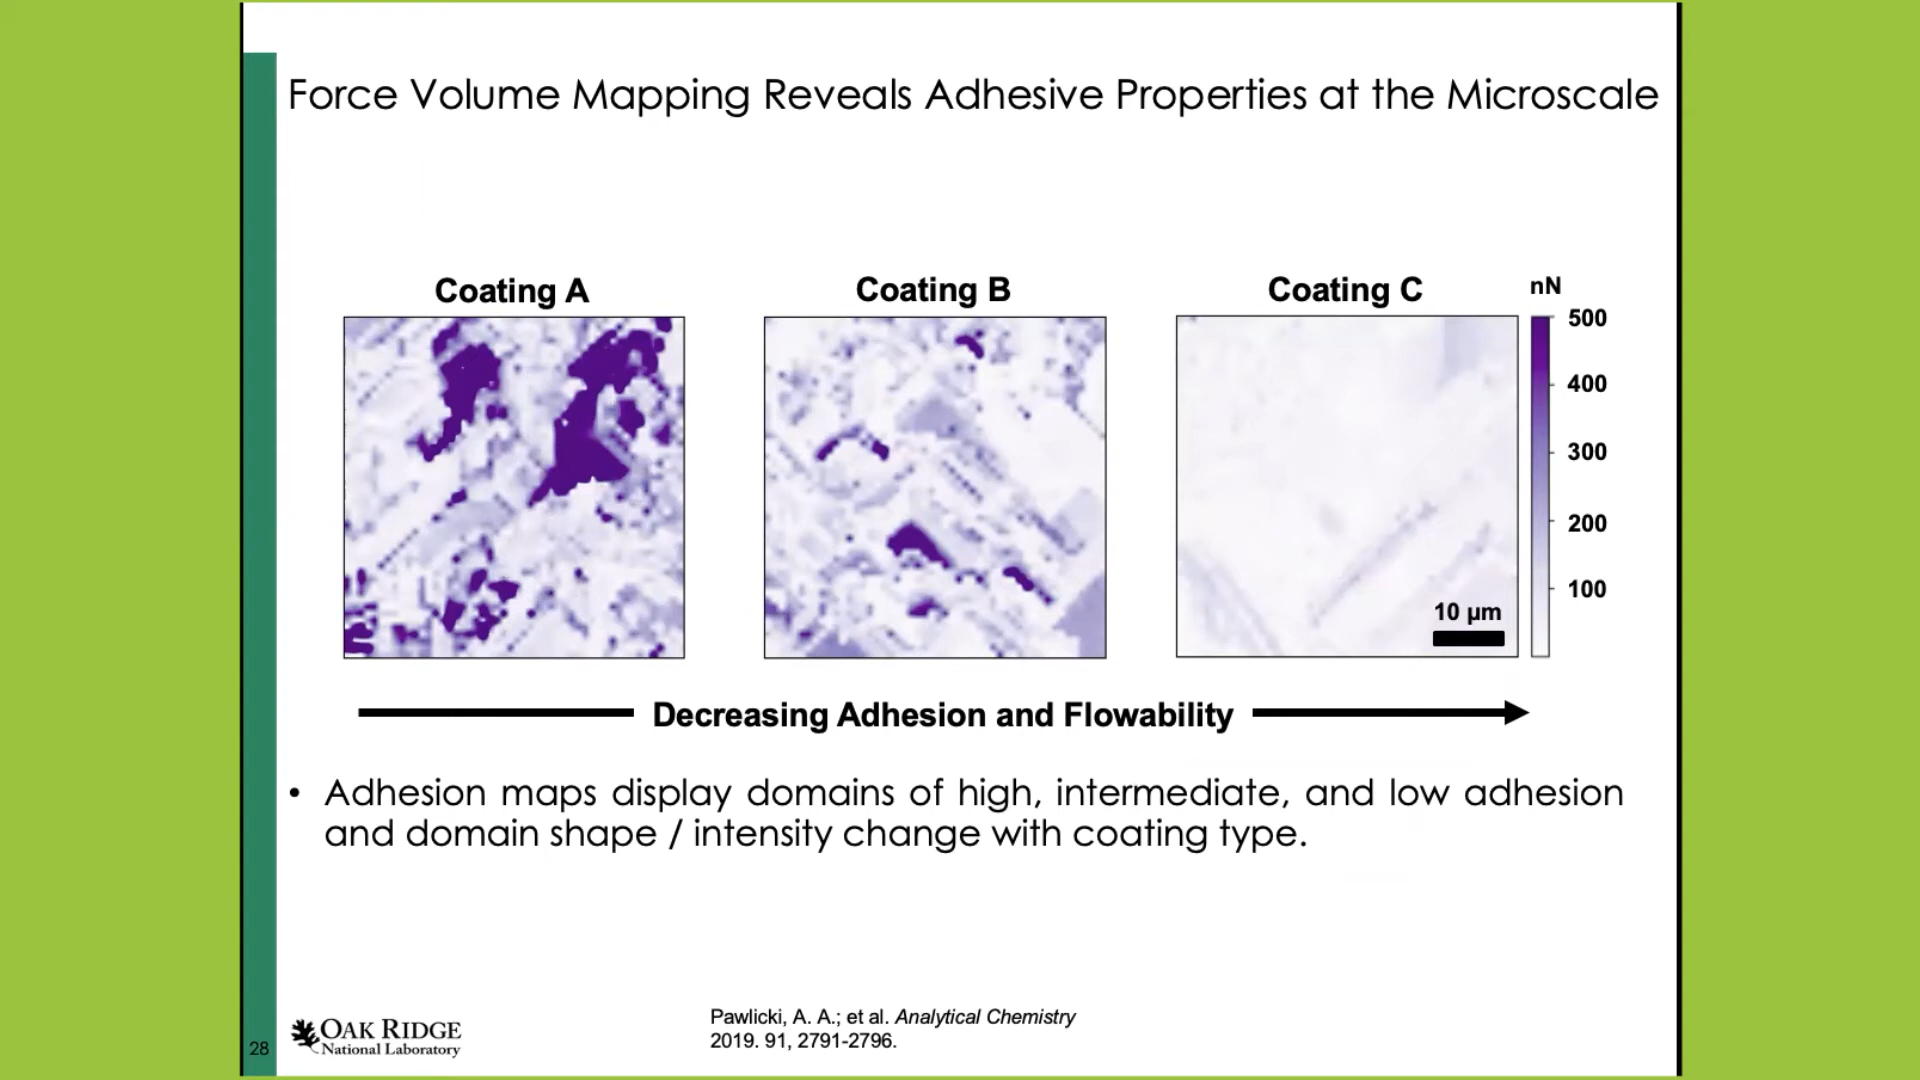 Force Volume Mapping Reveals Adhesive Properties at the Microscale
Coating A
Coating B
Coating C
nN
500
400
300
200
100
10 µm
Decreasing Adhesion and Flowability
• Adhesion maps display domains of high, intermediate, and low adhesion
and domain shape / intensity change with coating type.
28
OAK RIDGE
National Laboratory
Pawlicki, A. A.; et al. Analytical Chemistry
2019. 91, 2791-2796.